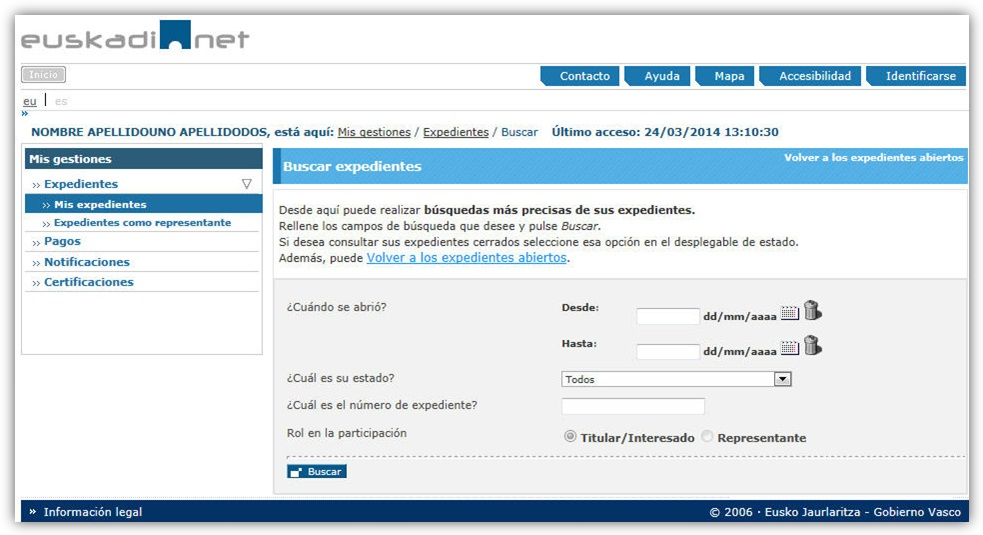 euskadi.net
Inicio
Contacto Ayuda Mapa Accesibilidad Identificarse
eu | es
»
NOMBRE APELLIDOUNO APELLIDODOS, está aquí: Mis gestiones / Expedientes / Buscar Último acceso: 24/03/2014 13:10:30
Mis gestiones
» Expedientes
» Mis expedientes
» Expedientes como representante
» Pagos
» Notificaciones
» Certificaciones
Buscar expedientes
Volver a los expedientes abiertos
Desde aquí puede realizar búsquedas más precisas de sus expedientes.
Rellene los campos de búsqueda que desee y pulse Buscar.
Si desea consultar sus expedientes cerrados seleccione esa opción en el desplegable de estado.
Además, puede Volver a los expedientes abiertos.
¿Cuándo se abrió? Desde: dd/mm/aaaa
Hasta: dd/mm/aaaa
¿Cuál es su estado? Todos
¿Cuál es el número de expediente?
Rol en la participación Titular/Interesado Representante
Buscar
» Información legal © 2006 · Eusko Jaurlaritza - Gobierno Vasco